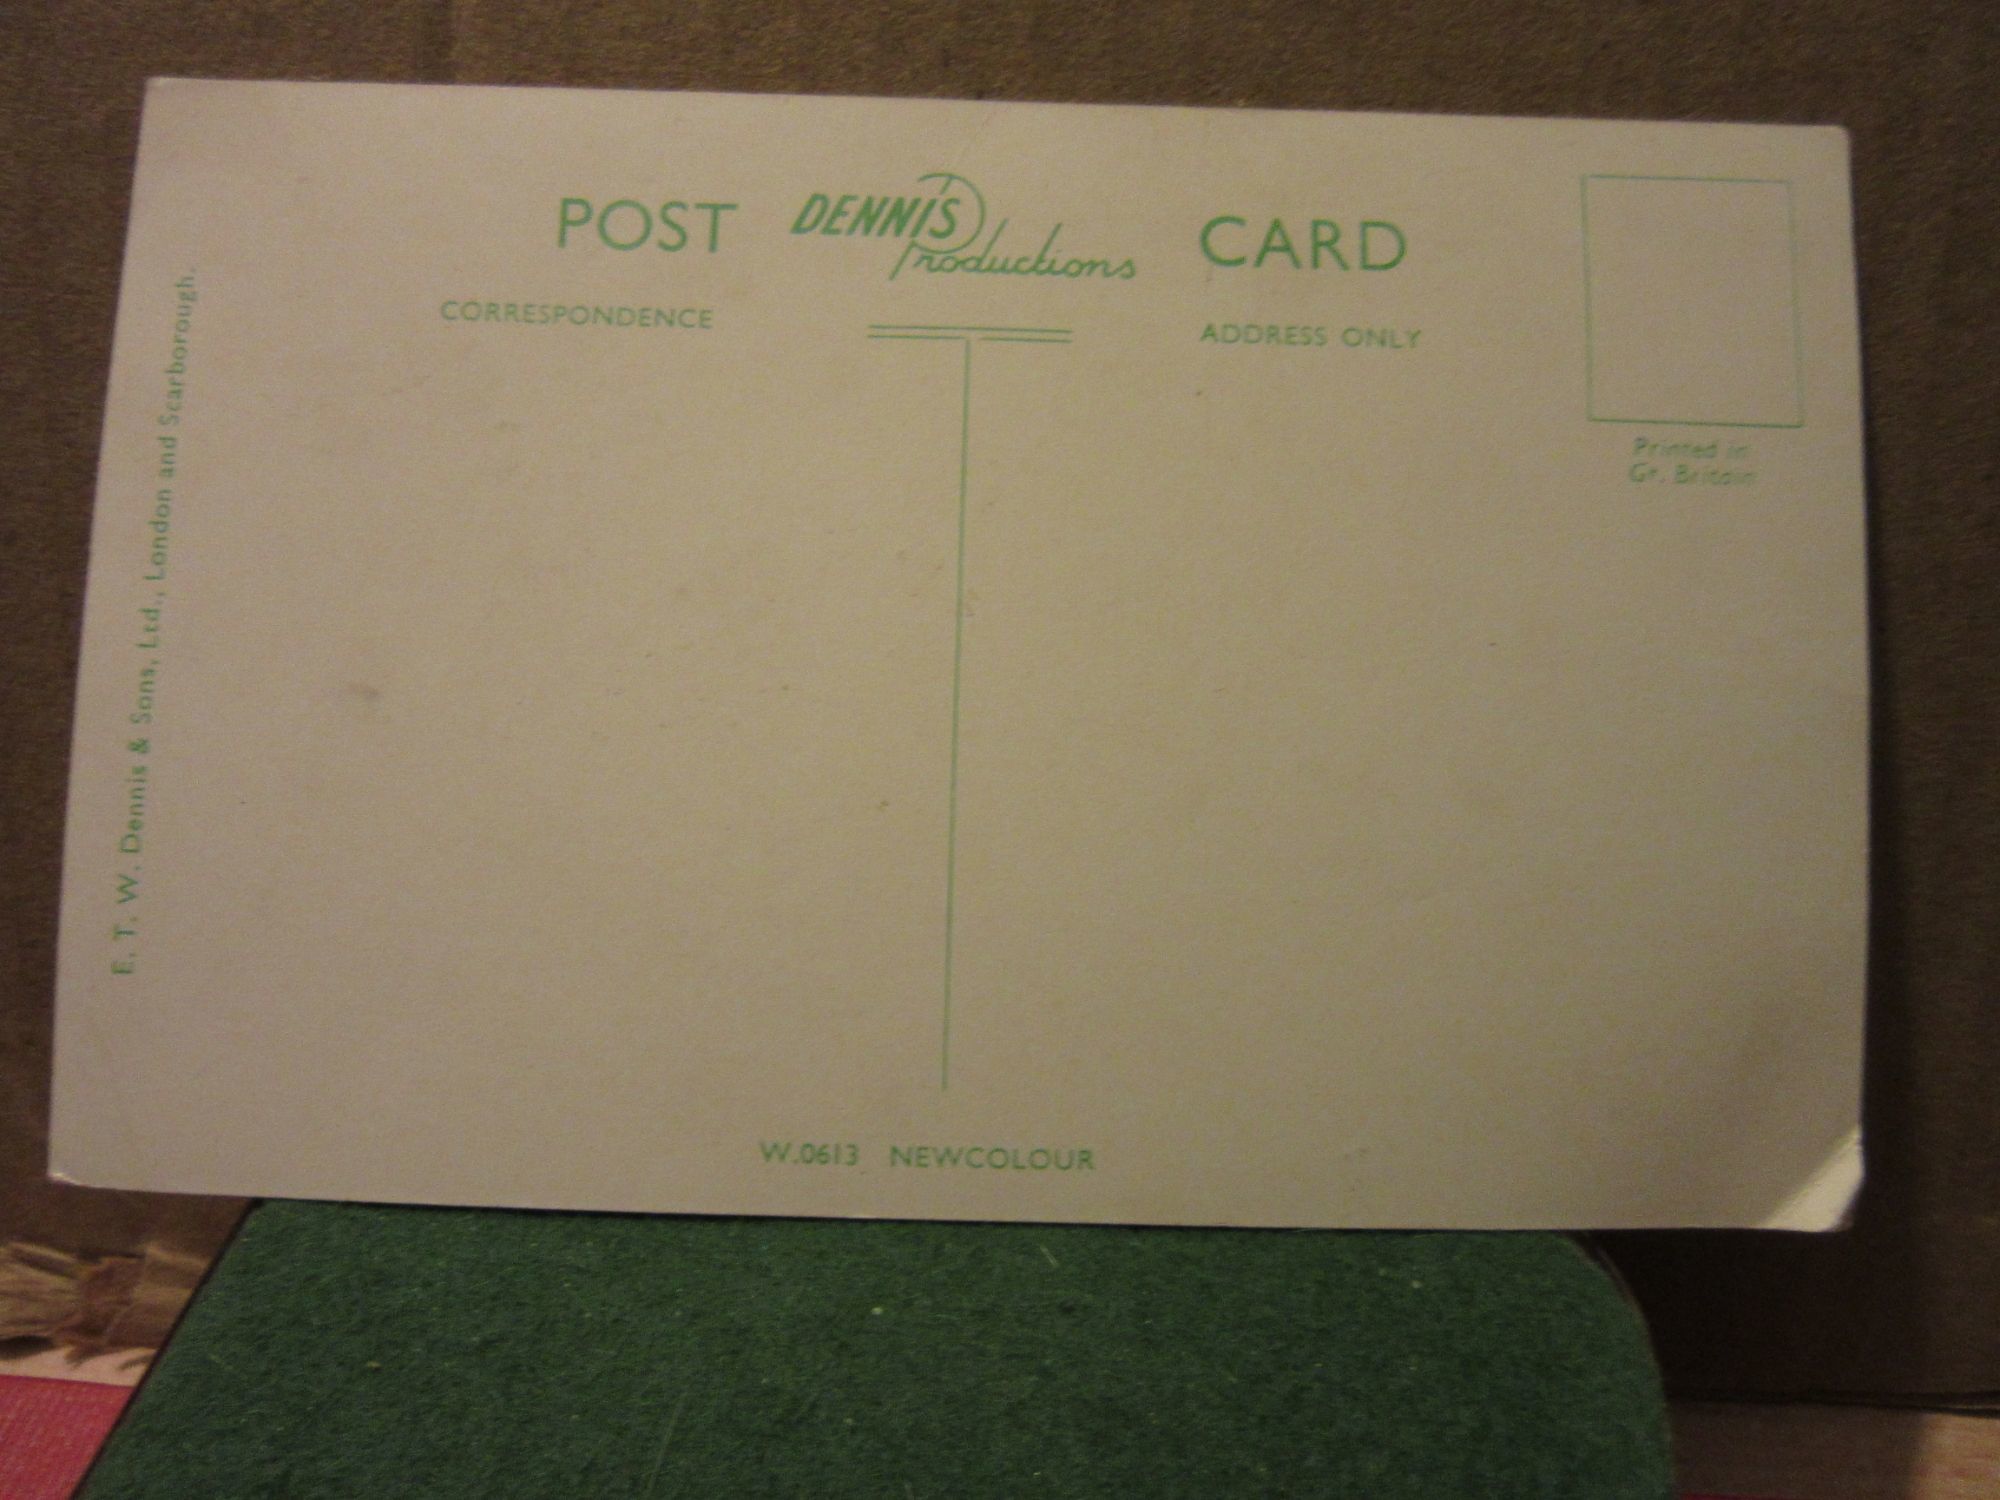 POST DENNIS Productions CARD
CORRESPONDENCE
ADDRESS ONLY
Printed in
Gt. Britain
E. T. W. Dennis & Sons, Ltd., London and Scarborough.
W.0613 NEWCOLOUR